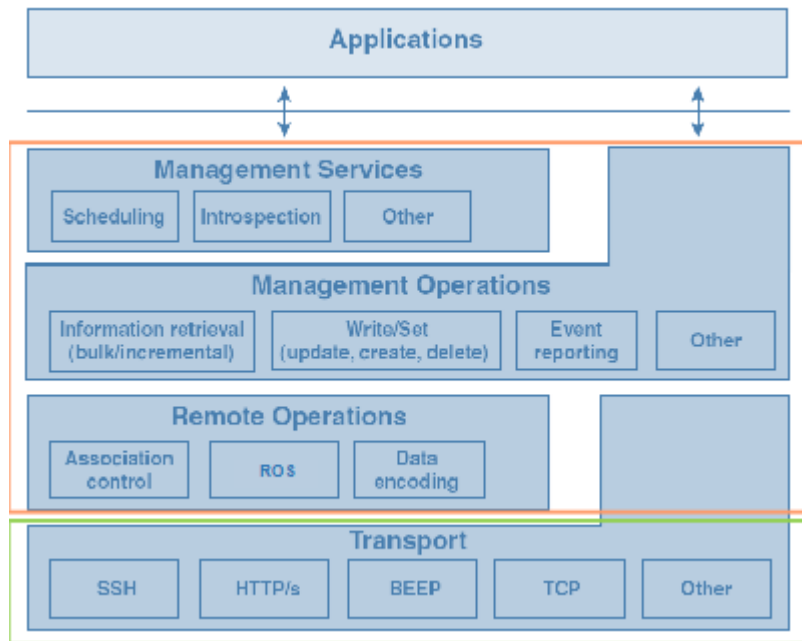 Applications
Management Services
Scheduling
Introspection
Other
Management Operations
Information retrieval
(bulk/incremental)
Write/Set
(update, create, delete)
Event
reporting
Other
Remote Operations
Association
control
ROS
Data
encoding
Transport
SSH
HTTP/s
BEEP
TCP
Other